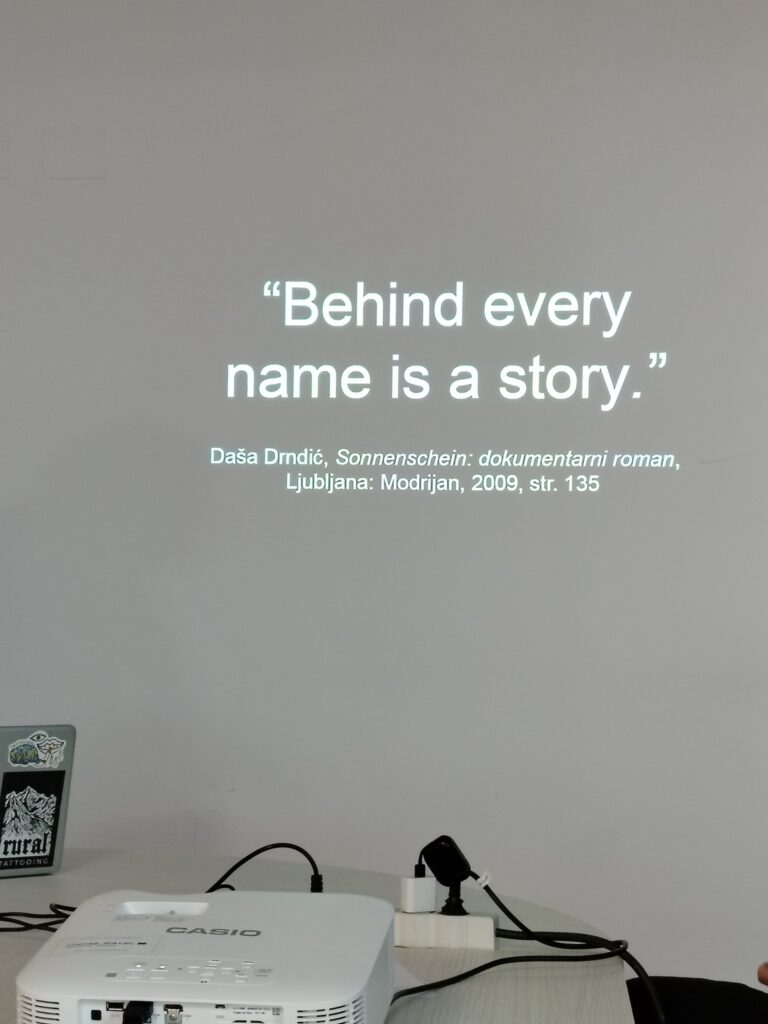 “Behind every
name is a story.”
Daša Drndić, Sonnenschein: dokumentarni roman,
Ljubljana: Modrijan, 2009, str. 135
rural
TATTOOING
CASIO